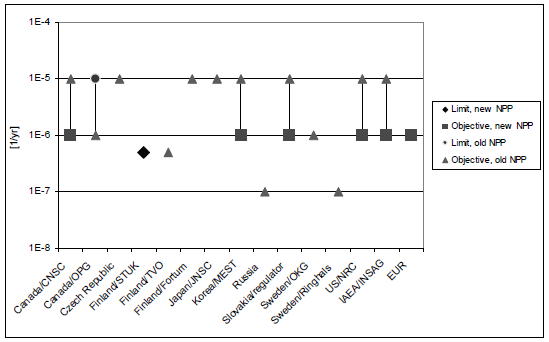 1E-4
1E-5
1E-6
1E-7
1E-8
[1/yr]
Canada/CNSC
Canada/OPG
Czech Republic
Finland/STUK
Finland/TVO
Finland/Fortum
Japan/JNSC
Korea/MEST
Russia
Slovakia/regulator
Sweden/OKG
Sweden/Ringhals
US/NRC
IAEA/INSAG
EUR
Limit, new NPP
Objective, new NPP
Limit, old NPP
Objective, old NPP